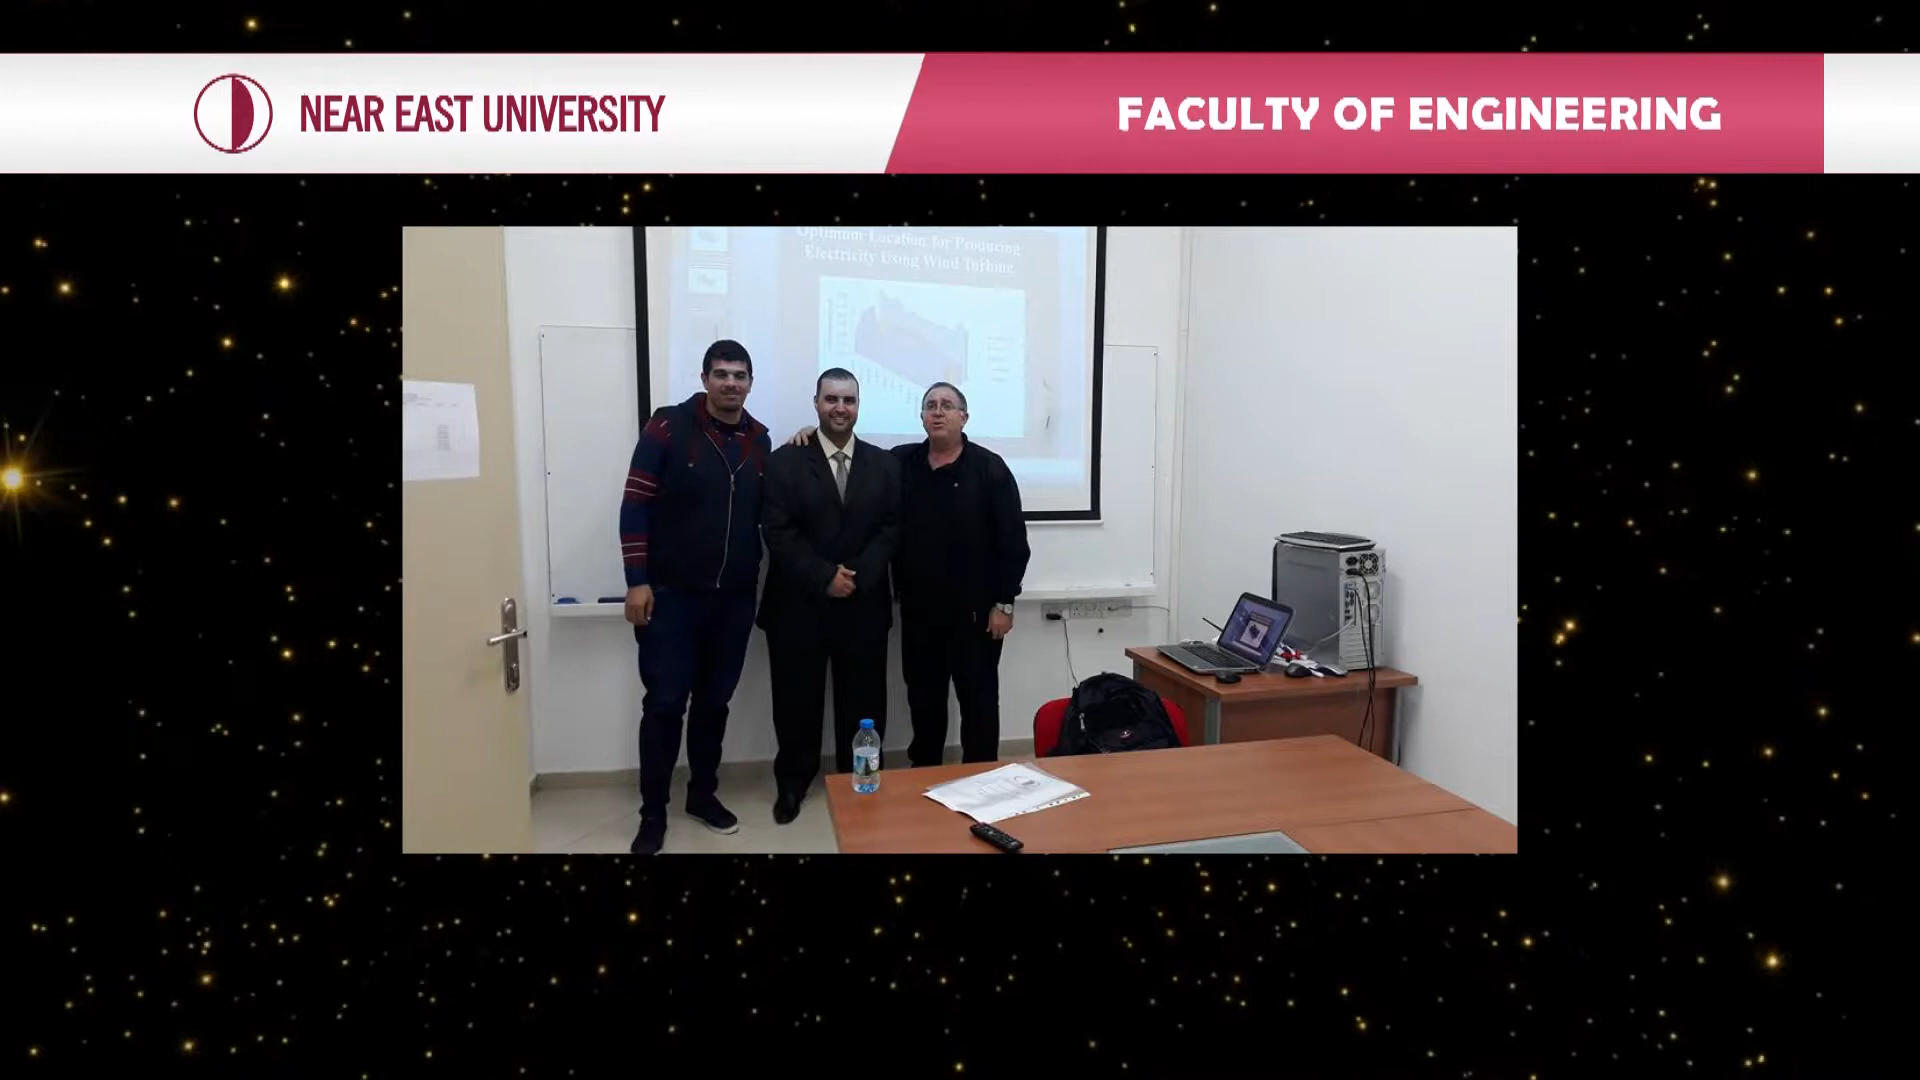 NEAR EAST UNIVERSITY
FACULTY OF ENGINEERING
Optimum Location for Producing
Electricity Using Wind Turbine